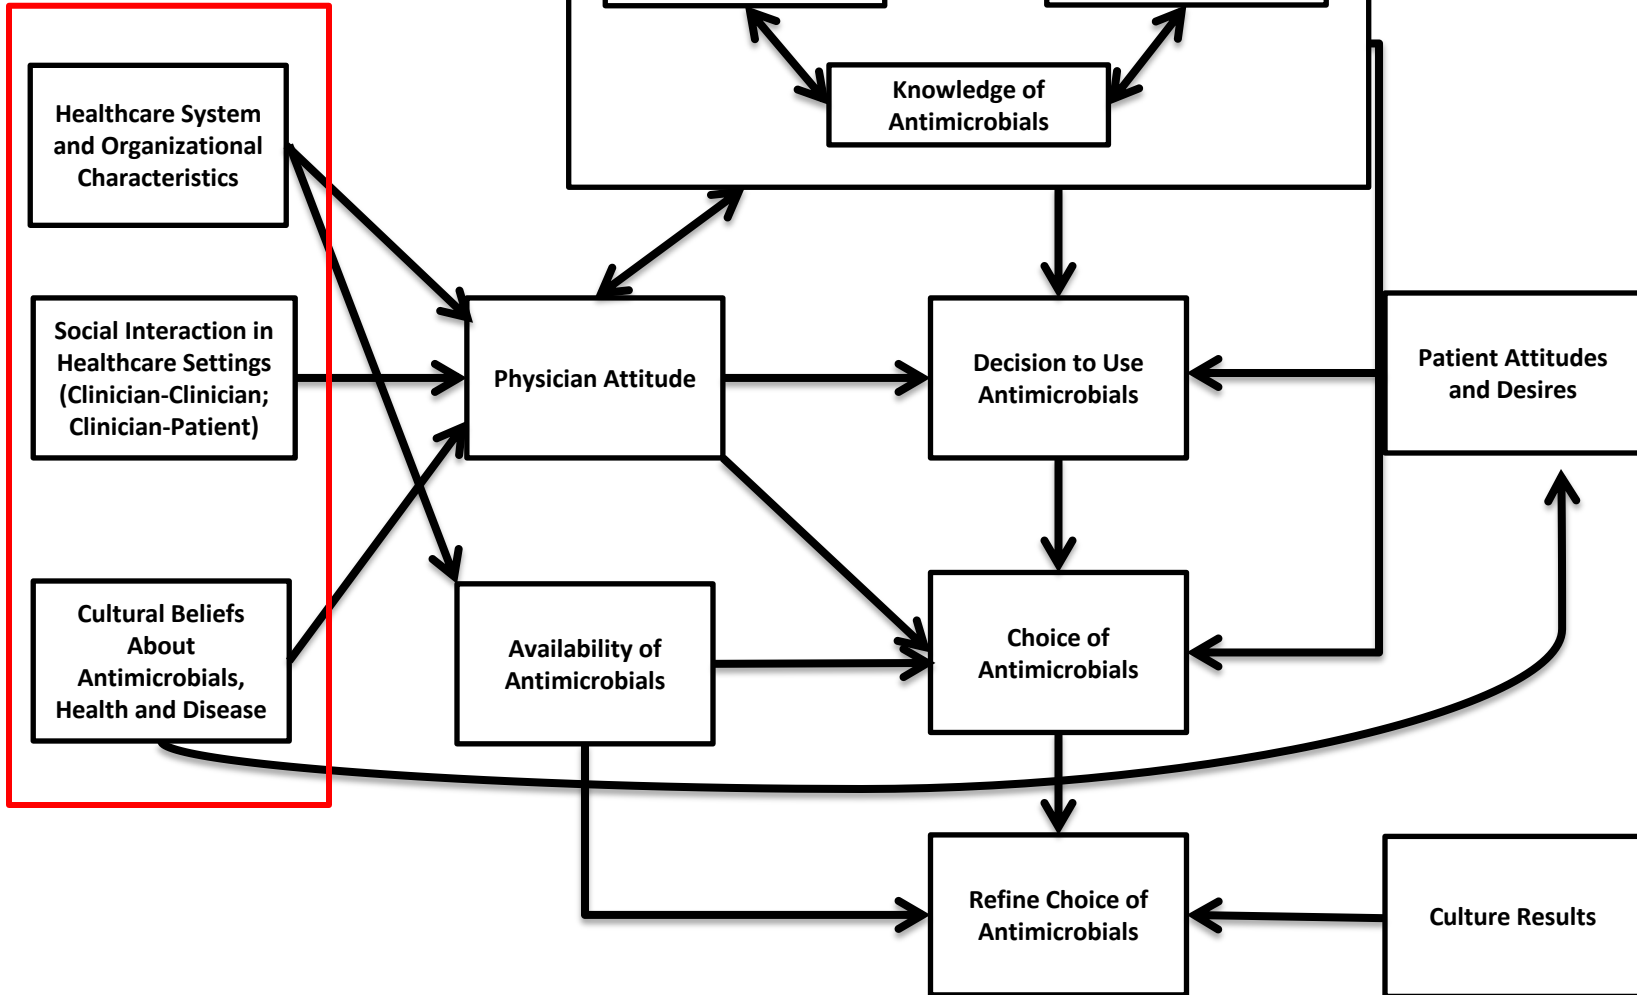 Knowledge of
Antimicrobials
Healthcare System
and Organizational
Characteristics
Social Interaction in
Healthcare Settings
(Clinician-Clinician;
Clinician-Patient)
Physician Attitude
Decision to Use
Antimicrobials
Patient Attitudes
and Desires
Cultural Beliefs
About
Antimicrobials,
Health and Disease
Availability of
Antimicrobials
Choice of
Antimicrobials
Refine Choice of
Antimicrobials
Culture Results